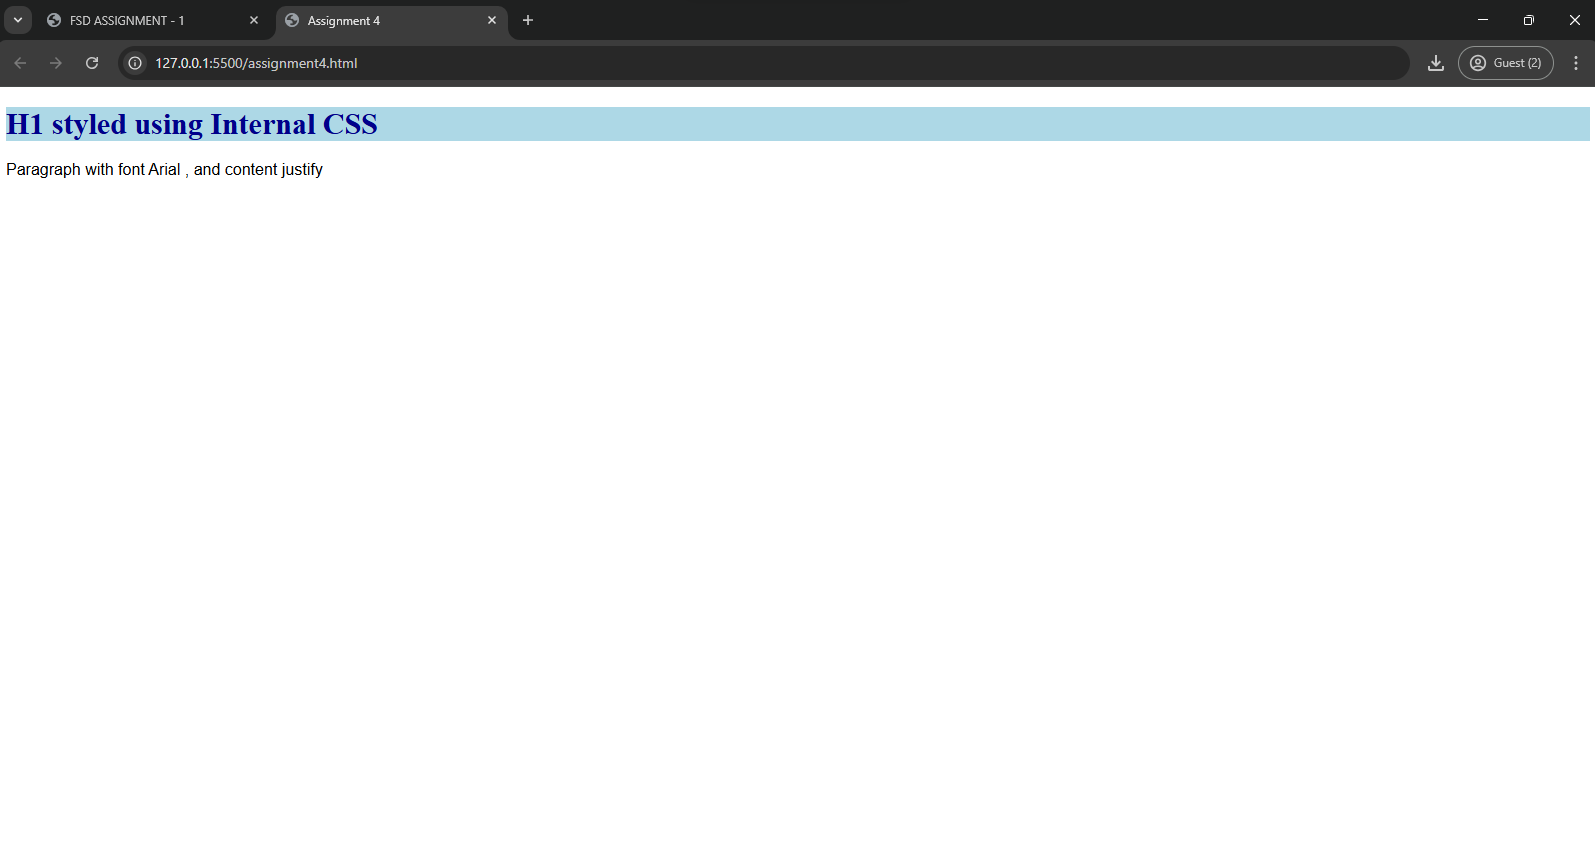 FSD ASSIGNMENT - 1
Assignment 4
127.0.0.1:5500/assignment4.html
Guest (2)
H1 styled using Internal CSS
Paragraph with font Arial , and content justify